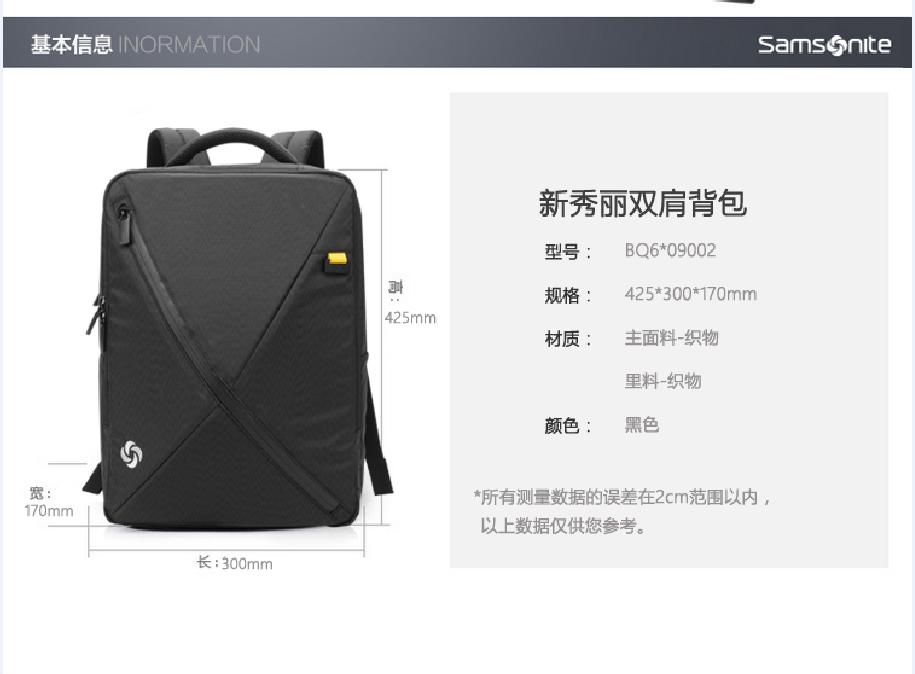 基本信息 INORMATION
Samsonite
新秀丽双肩背包
型号： BQ6*09002
规格： 425*300*170mm
材质： 主面料-织物
里料-织物
颜色： 黑色
高：
425mm
宽：
170mm
长：300mm
*所有测量数据的误差在2cm范围以内，
以上数据仅供您参考。